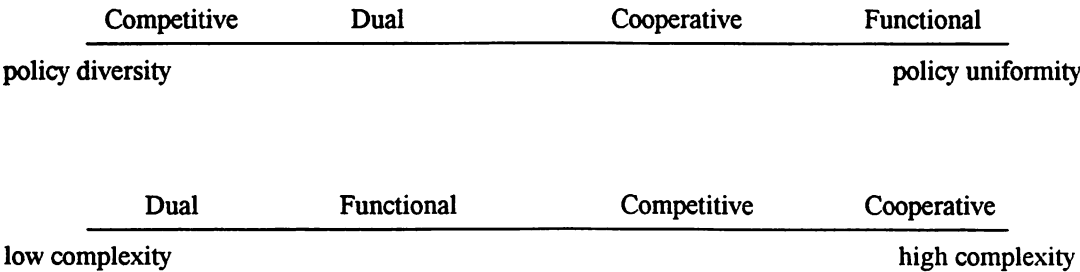 Competitive Dual Cooperative Functional
policy diversity policy uniformity
Dual Functional Competitive Cooperative
low complexity high complexity